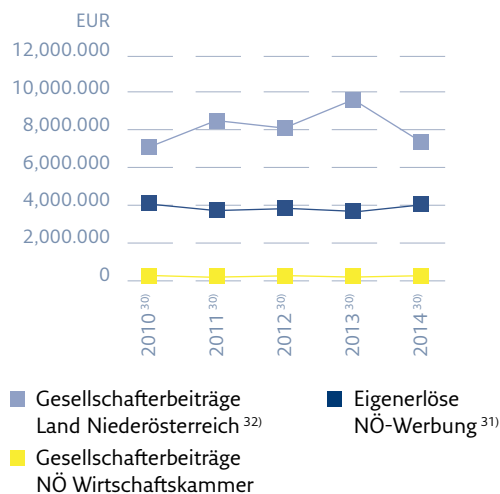 EUR
12,000.000
10,000.000
8,000.000
6,000.000
4,000.000
2,000.000
0
2010 30)
2011 30)
2012 30)
2013 30)
2014 30)
Gesellschafterbeiträge
Land Niederösterreich 32)
Eigenerlöse
NÖ-Werbung 31)
Gesellschafterbeiträge
NÖ Wirtschaftskammer